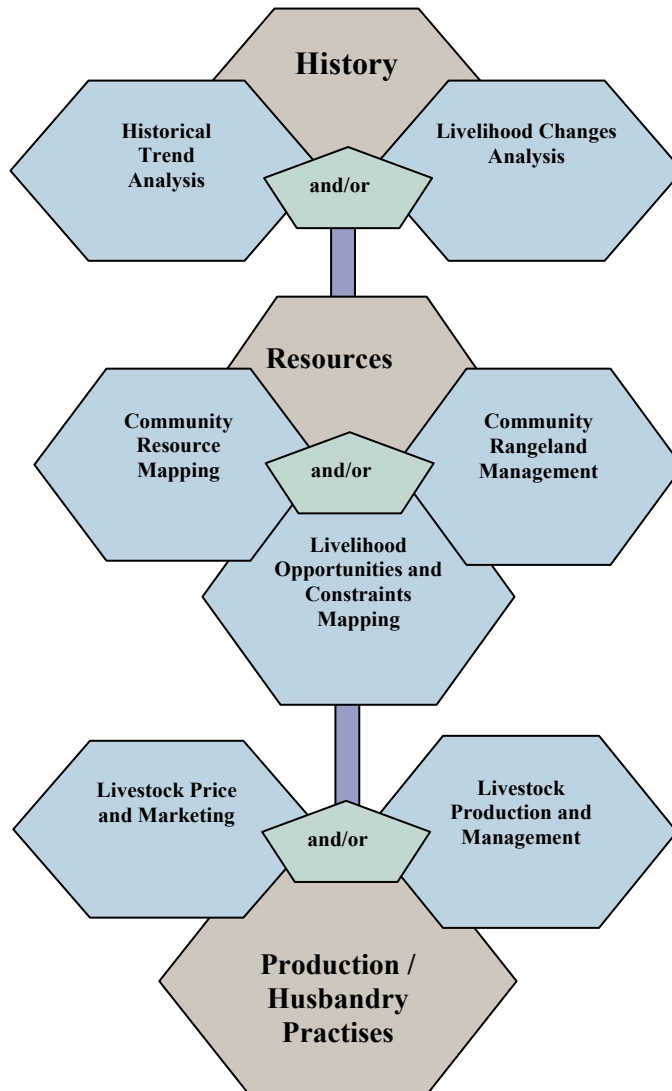 History
Historical
Trend
Analysis
Livelihood Changes
Analysis
and/or
Resources
Community
Resource
Mapping
Community
Rangeland
Management
and/or
Livelihood
Opportunities and
Constraints
Mapping
Livestock Price
and Marketing
Livestock
Production and
Management
and/or
Production /
Husbandry
Practises